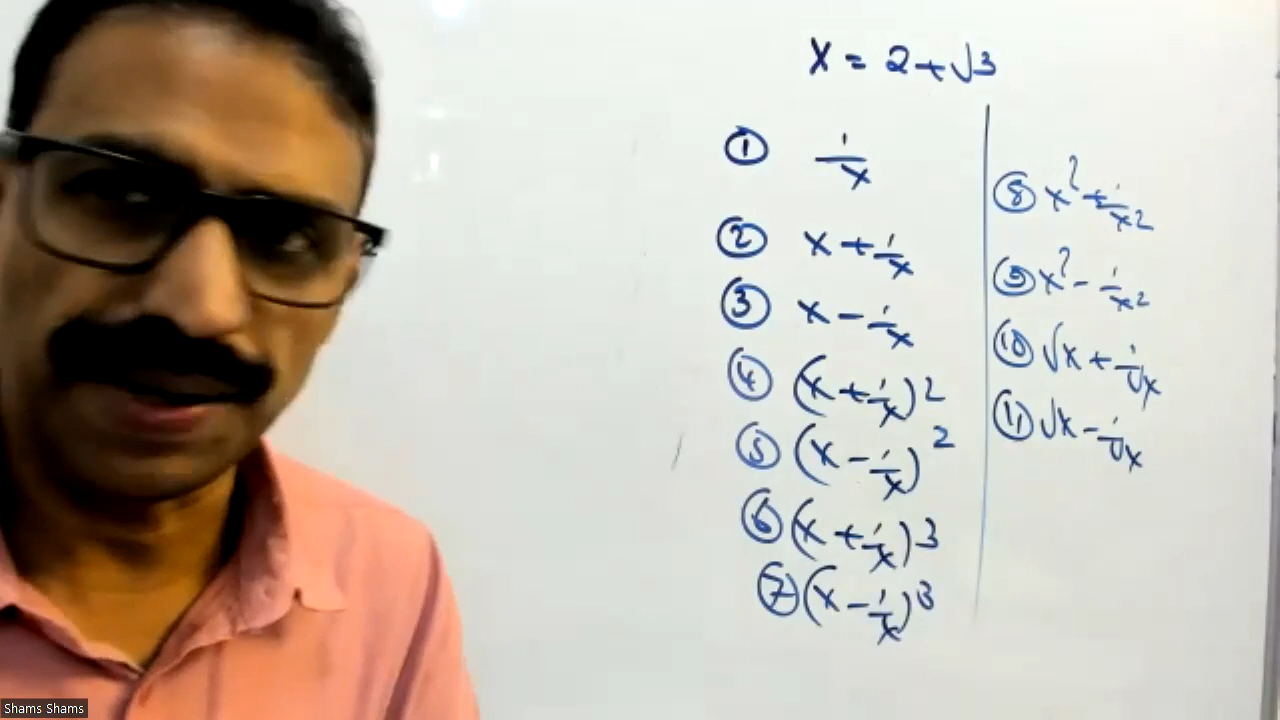 x = 2+√3
① 1/x
② x + 1/x
③ x - 1/x
④ (x + 1/x)2
⑤ (x - 1/x)2
⑥ (x + 1/x)3
⑦ (x - 1/x)3
⑧ x2 + 1/x2
⑨ x2 - 1/x2
⑩ √x + 1/√x
⑪ √x - 1/√x
Shams Shams